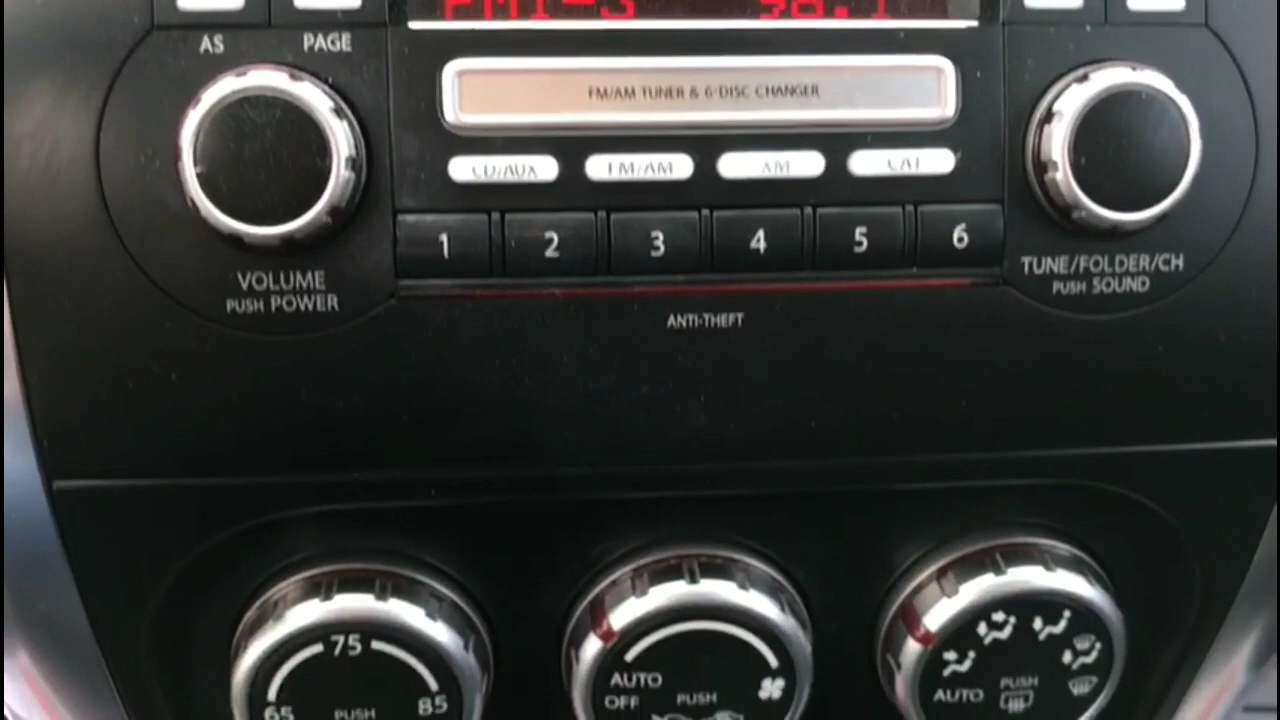 FM1-3 98.1
AS PAGE
FM/AM TUNER & 6-DISC CHANGER
CD/AUX FM/AM XM CAT
1 2 3 4 5 6
VOLUME
PUSH POWER
TUNE/FOLDER/CH
PUSH SOUND
ANTI-THEFT
75
65 85
PUSH
AUTO
OFF PUSH
AUTO PUSH